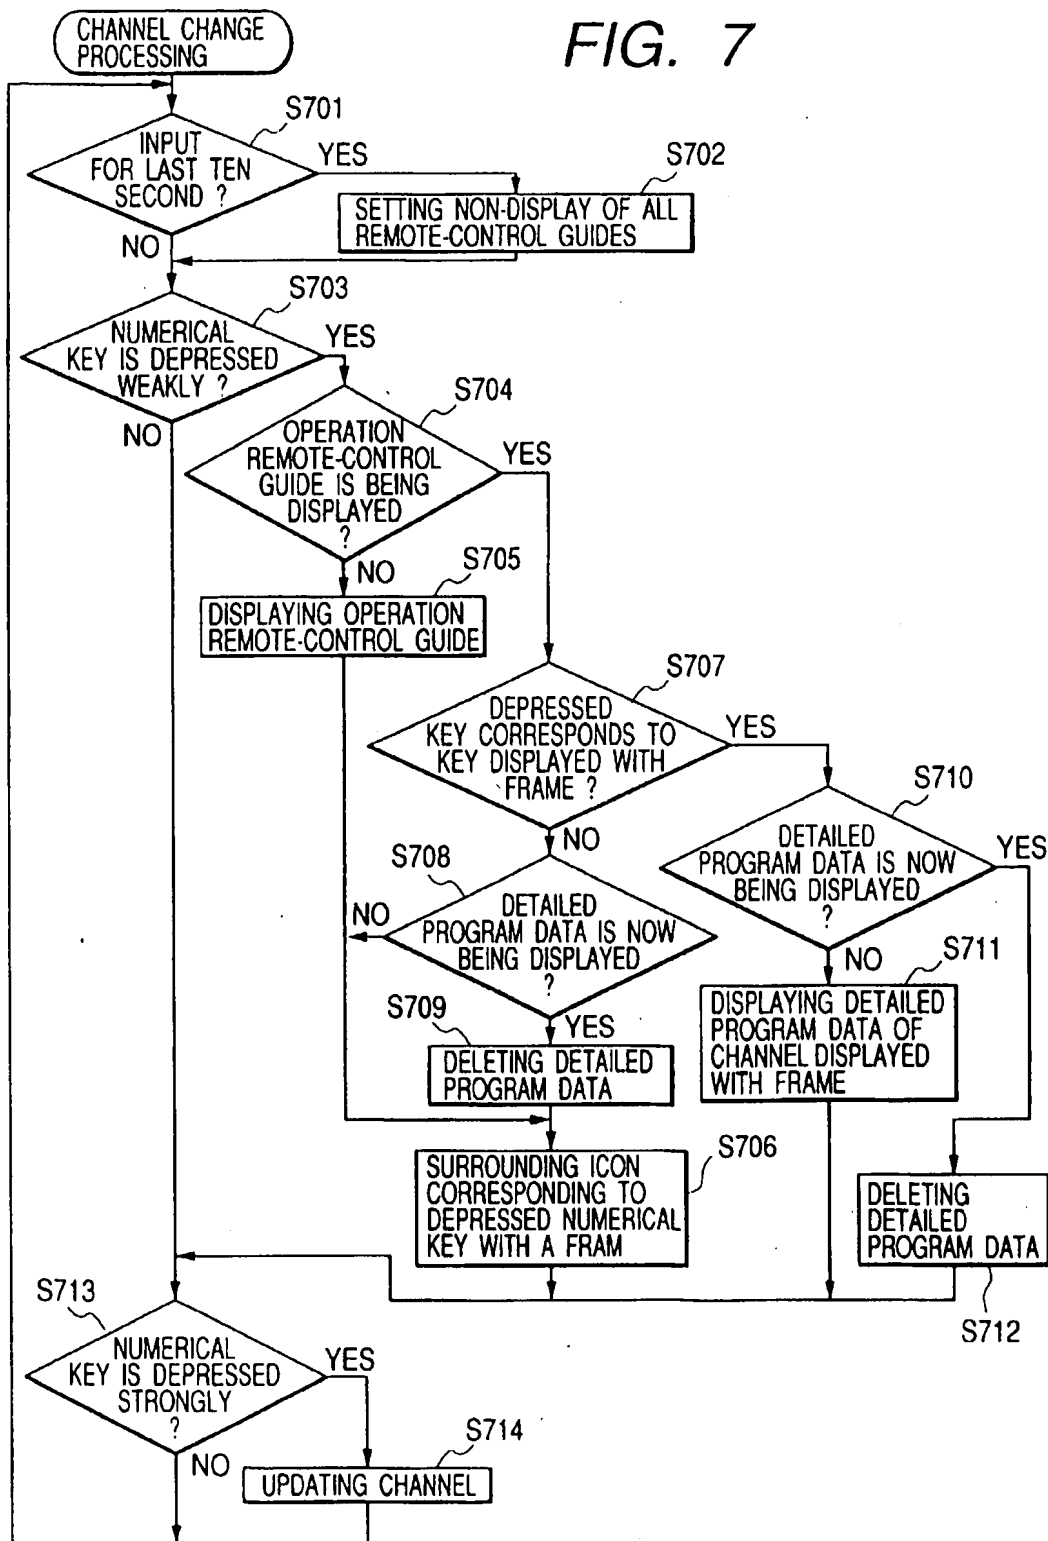 FIG. 7
CHANNEL CHANGE
PROCESSING
S701
INPUT
FOR LAST TEN
SECOND ?
YES
NO
S702
SETTING NON-DISPLAY OF ALL
REMOTE-CONTROL GUIDES
S703
NUMERICAL
KEY IS DEPRESSED
WEAKLY ?
YES
NO
S704
OPERATION
REMOTE-CONTROL
GUIDE IS BEING
DISPLAYED
?
YES
NO
S705
DISPLAYING OPERATION
REMOTE-CONTROL GUIDE
S707
DEPRESSED
KEY CORRESPONDS TO
KEY DISPLAYED WITH
FRAME ?
YES
NO
S708
DETAILED
PROGRAM DATA IS NOW
BEING DISPLAYED
?
NO
YES
S709
DELETING DETAILED
PROGRAM DATA
S710
DETAILED
PROGRAM DATA IS NOW
BEING DISPLAYED
?
YES
NO
S711
DISPLAYING DETAILED
PROGRAM DATA OF
CHANNEL DISPLAYED
WITH FRAME
S706
SURROUNDING ICON
CORRESPONDING TO
DEPRESSED NUMERICAL
KEY WITH A FRAM
DELETING
DETAILED
PROGRAM DATA
S712
S713
NUMERICAL
KEY IS DEPRESSED
STRONGLY
?
YES
NO
S714
UPDATING CHANNEL